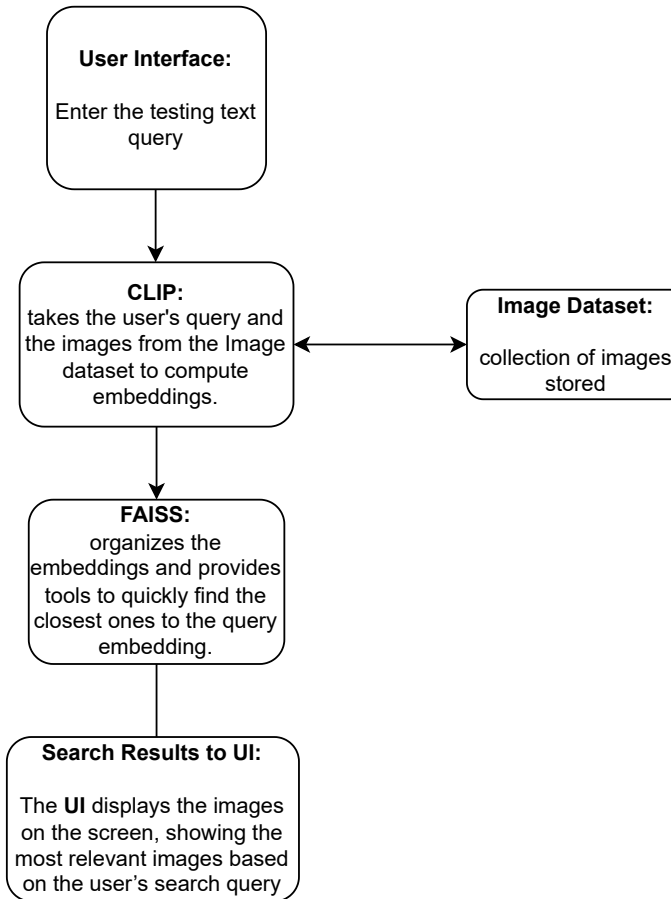 User Interface:
Enter the testing text
query
CLIP:
takes the user's query and
the images from the Image
dataset to compute
embeddings.
Image Dataset:
collection of images
stored
FAISS:
organizes the
embeddings and provides
tools to quickly find the
closest ones to the query
embedding.
Search Results to UI:
The UI displays the images
on the screen, showing the
most relevant images based
on the user’s search query